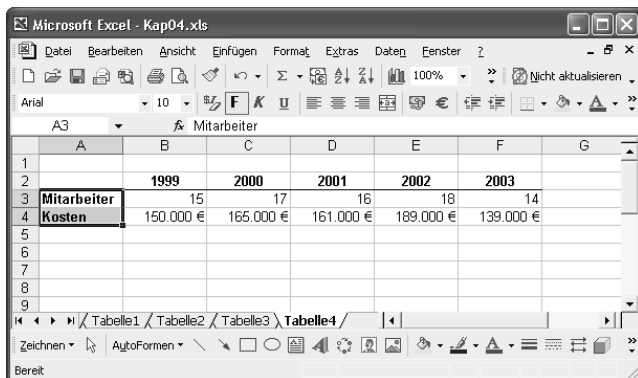 Microsoft Excel - Kap04.xls
Datei Bearbeiten Ansicht Einfügen Format Extras Daten Fenster ?
100% Nicht aktualisieren
Arial 10 F K U €
A3 fx Mitarbeiter
A B C D E F G
1
2 1999 2000 2001 2002 2003
3 Mitarbeiter 15 17 16 18 14
4 Kosten 150.000 € 165.000 € 161.000 € 189.000 € 139.000 €
5
6
7
8
9
Tabelle1 Tabelle2 Tabelle3 Tabelle4
Zeichnen AutoFormen
Bereit